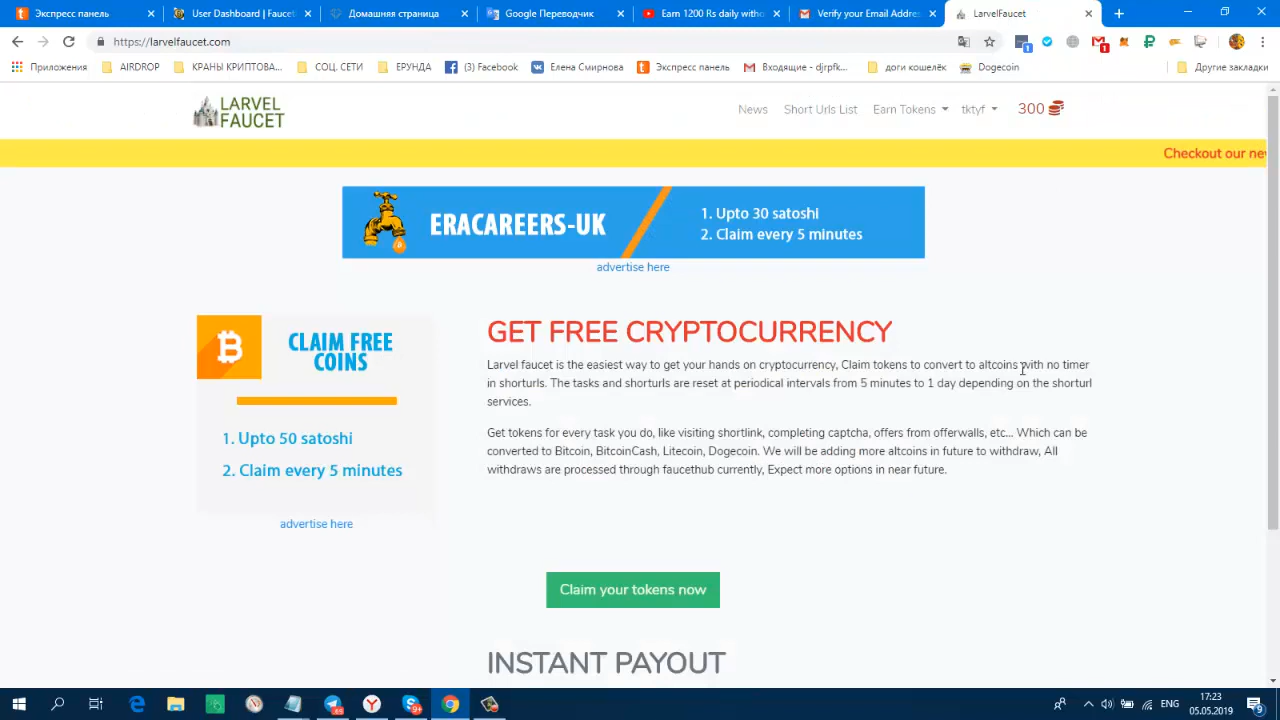 Экспресс панель
User Dashboard | Fauceth
Домашняя страница
Google Переводчик
Earn 1200 Rs daily witho
Verify your Email Addres
LarvelFaucet
https://larvelfaucet.com
1
1
Приложения
AIRDROP
КРАНЫ КРИПТОВА...
СОЦ. СЕТИ
ЕРУНДА
(3) Facebook
Елена Смирнова
Экспресс панель
Входящие - djrpfk...
доги кошелёк
Dogecoin
Другие закладки
LARVEL
FAUCET
News
Short Urls List
Earn Tokens
tktyf
300
Checkout our ne
ERACAREERS-UK
1. Upto 30 satoshi
2. Claim every 5 minutes
advertise here
CLAIM FREE
COINS
1. Upto 50 satoshi
2. Claim every 5 minutes
advertise here
GET FREE CRYPTOCURRENCY
Larvel faucet is the easiest way to get your hands on cryptocurrency, Claim tokens to convert to altcoins with no timer
in shorturls. The tasks and shorturls are reset at periodical intervals from 5 minutes to 1 day depending on the shorturl
services.
Get tokens for every task you do, like visiting shortlink, completing captcha, offers from offerwalls, etc... Which can be
converted to Bitcoin, BitcoinCash, Litecoin, Dogecoin. We will be adding more altcoins in future to withdraw, All
withdraws are processed through faucethub currently, Expect more options in near future.
Claim your tokens now
INSTANT PAYOUT
ENG
17:23
05.05.2019